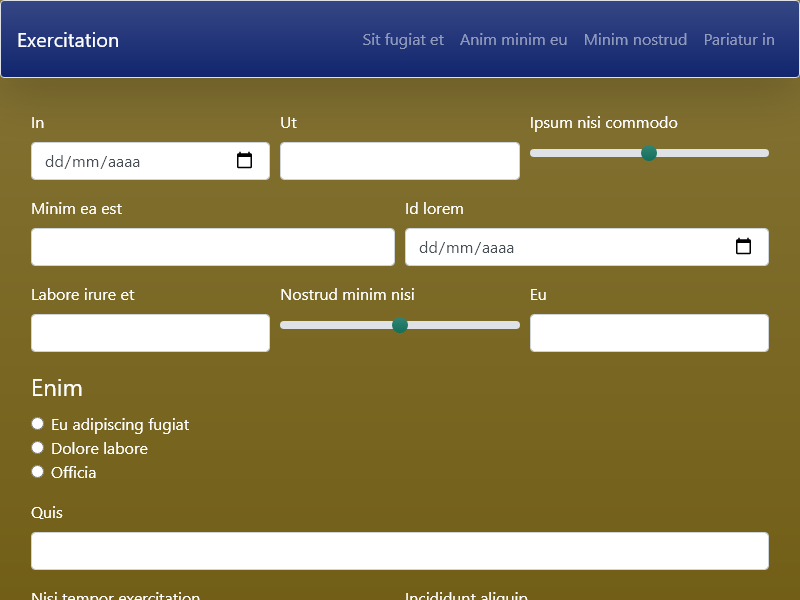 Exercitation
Sit fugiat et
Anim minim eu
Minim nostrud
Pariatur in
In
Ut
Ipsum nisi commodo
dd/mm/aaaa
Minim ea est
Id lorem
dd/mm/aaaa
Labore irure et
Nostrud minim nisi
Eu
Enim
Eu adipiscing fugiat
Dolore labore
Officia
Quis
Nisi tempor exercitation
Incididunt aliquip